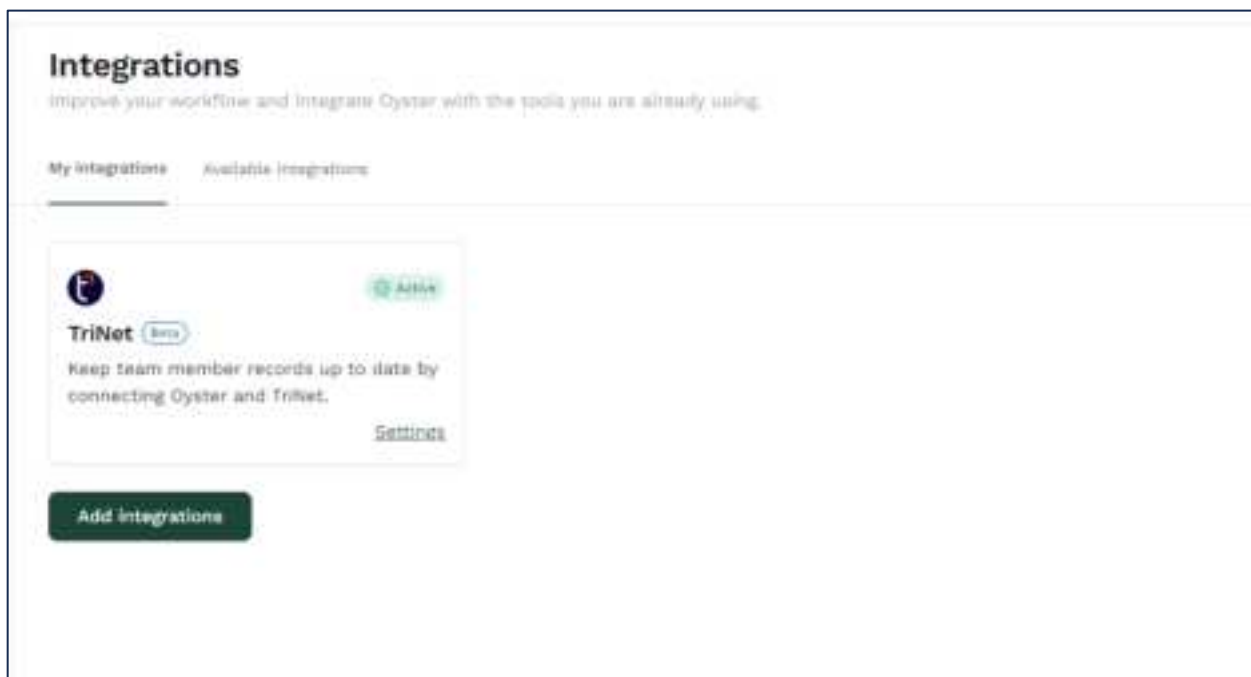 Integrations
Improve your workflow and integrate Oyster with the tools you are already using.
My integrations
Available integrations
t
Active
TriNet
Beta
Keep team member records up to date by
connecting Oyster and TriNet.
Settings
Add integrations